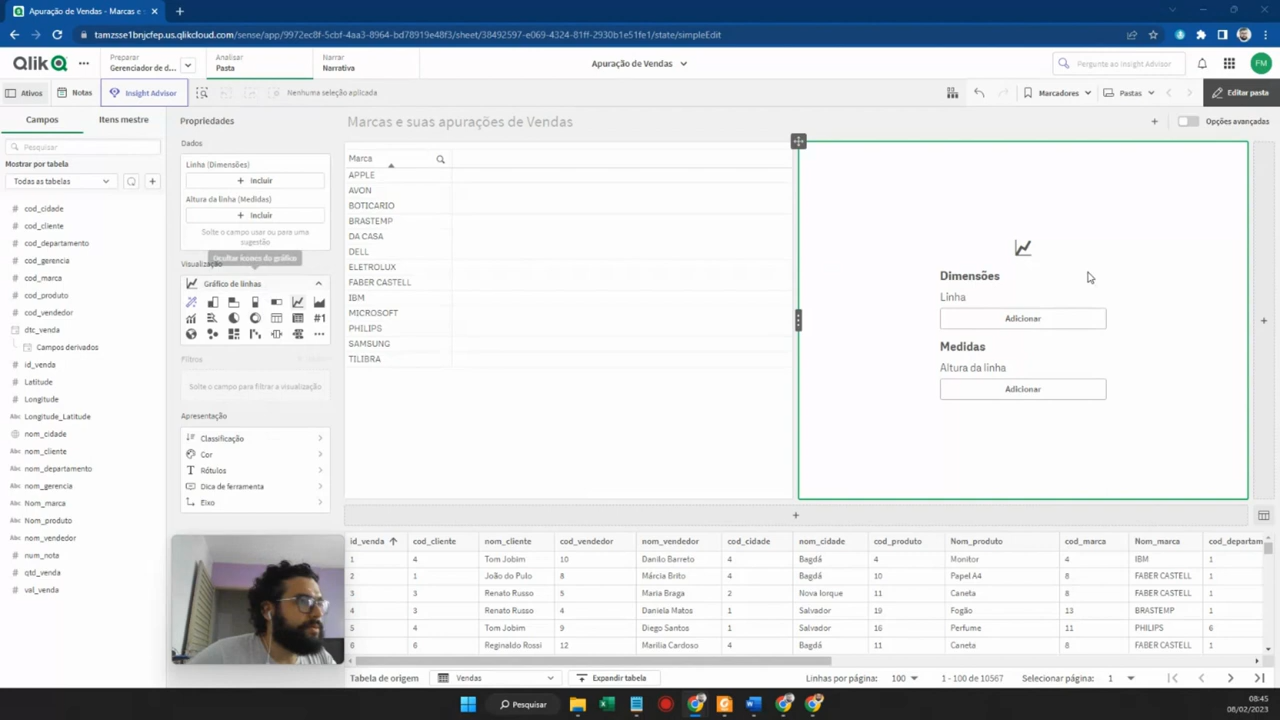 Apuração de Vendas - Marcas e s
tamzsse1bnjcfep.us.qlikcloud.com/sense/app/9972ec8f-5cbf-4aa3-8964-bd78919e48f3/sheet/38492597-e069-4324-81ff-2930b1e51fe1/state/simpleEdit
Qlik
Preparar
Gerenciador de d...
Analisar
Pasta
Narrar
Narrativa
Apuração de Vendas
Pergunte ao Insight Advisor
FM
Ativos
Notas
Insight Advisor
Nenhuma seleção aplicada
Marcadores
Pastas
Editar pasta
Campos
Itens mestre
Pesquisar
Mostrar por tabela
Todas as tabelas
# cod_cidade
# cod_cliente
# cod_departamento
# cod_gerencia
# cod_marca
# cod_produto
# cod_vendedor
dtc_venda
Campos derivados
# id_venda
# Latitude
# Longitude
Abc Longitude_Latitude
nom_cidade
Abc nom_cliente
Abc nom_departamento
Abc nom_gerencia
Abc Nom_marca
Abc Nom_produto
Abc nom_vendedor
# num_nota
# qtd_venda
# val_venda
Propriedades
Dados
Linha (Dimensões)
+ Incluir
Altura da linha (Medidas)
+ Incluir
Solte o campo usar ou para uma
sugestão
Ocultar ícones do gráfico
Gráfico de linhas
#1
Filtros
Solte o campo para filtrar a visualização
Apresentação
Classificação
Cor
Rótulos
Dica de ferramenta
Eixo
Marcas e suas apurações de Vendas
Opções avançadas
Marca
APPLE
AVON
BOTICARIO
BRASTEMP
DA CASA
DELL
ELETROLUX
FABER CASTELL
IBM
MICROSOFT
PHILIPS
SAMSUNG
TILIBRA
Dimensões
Linha
Adicionar
Medidas
Altura da linha
Adicionar
id_venda cod_cliente nom_cliente cod_vendedor nom_vendedor cod_cidade nom_cidade cod_produto Nom_produto cod_marca Nom_marca cod_departam
1 4 Tom Jobim 10 Danilo Barreto 4 Bagdá 4 Monitor 4 IBM 1
2 1 João do Pulo 8 Márcia Brito 4 Bagdá 10 Papel A4 8 FABER CASTELL 1
3 3 Renato Russo 5 Maria Braga 2 Nova Iorque 11 Caneta 8 FABER CASTELL 1
4 3 Renato Russo 4 Daniela Matos 1 Salvador 19 Fogão 13 BRASTEMP 1
5 4 Tom Jobim 9 Diego Santos 1 Salvador 16 Perfume 11 PHILIPS 6
6 6 Reginaldo Rossi 12 Marilia Cardoso 4 Bagdá 11 Caneta 8 FABER CASTELL 1
Tabela de origem
Vendas
Expandir tabela
Linhas por página: 100
1 - 100 de 10567
Selecionar página: 1
Pesquisar
08:45
08/02/2023